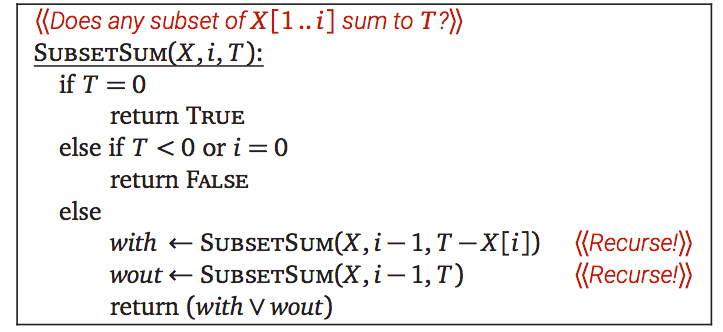 ⟨⟨Does any subset of X[1 .. i] sum to T?⟩⟩
SUBSETSUM(X, i, T):
if T = 0
return TRUE
else if T < 0 or i = 0
return FALSE
else
with ← SUBSETSUM(X, i − 1, T − X[i]) ⟨⟨Recurse!⟩⟩
wout ← SUBSETSUM(X, i − 1, T) ⟨⟨Recurse!⟩⟩
return (with ∨ wout)